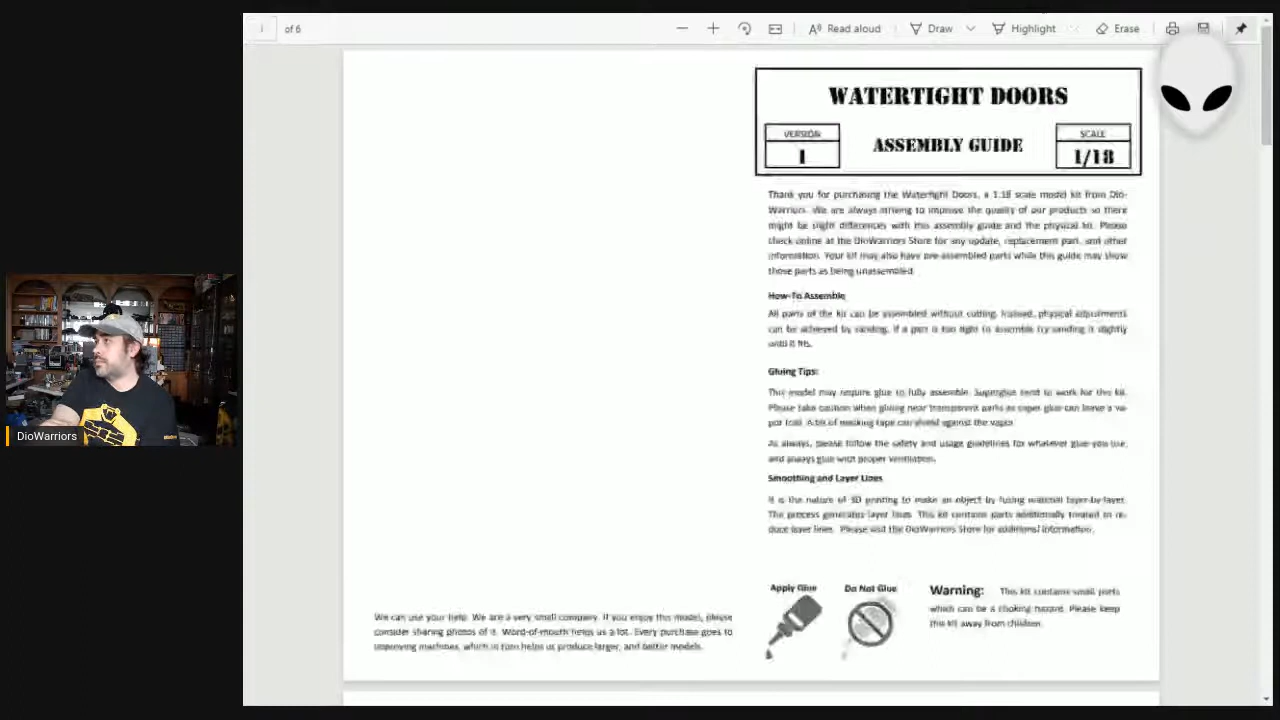 of 6
Read aloud
Draw
Highlight
Erase
WATERTIGHT DOORS
VERSION
1
ASSEMBLY GUIDE
SCALE
1/18
Thank you for purchasing the Watertight Doors, a 1:18 scale model kit from Dio-
Warriors. We are always striving to improve the quality of our products so there
might be slight differences with this assembly guide and the physical kit. Please
check online at the DioWarriors Store for any update, replacement part, and other
information. Your kit may also have pre-assembled parts while this guide may show
those parts as being unassembled.
How-To Assemble
All parts of the kit can be assembled without cutting. Instead, physical adjustments
can be achieved by sanding. If a part is too tight to assemble try sanding it slightly
until it fits.
Gluing Tips:
This model may require glue to fully assemble. Superglue tend to work for this kit.
Please take caution when gluing near transparent parts as super glue can leave a va-
por trail. A bit of masking tape can shield against the vapor.
As always, please follow the safety and usage guidelines for whatever glue you use,
and always glue with proper ventilation.
Smoothing and Layer Lines
It is the nature of 3D printing to make an object by fusing material layer-by-layer.
The process generates layer lines. This kit contains parts additionally treated to re-
duce layer lines. Please visit the DioWarriors Store for additional information.
Apply Glue
Do Not Glue
Warning: This kit contains small parts
which can be a choking hazard. Please keep
this kit away from children.
We can use your help. We are a very small company. If you enjoy this model, please
consider sharing photos of it. Word-of-mouth helps us a lot. Every purchase goes to
improving machines, which in turn helps us produce larger, and better models.
DioWarriors